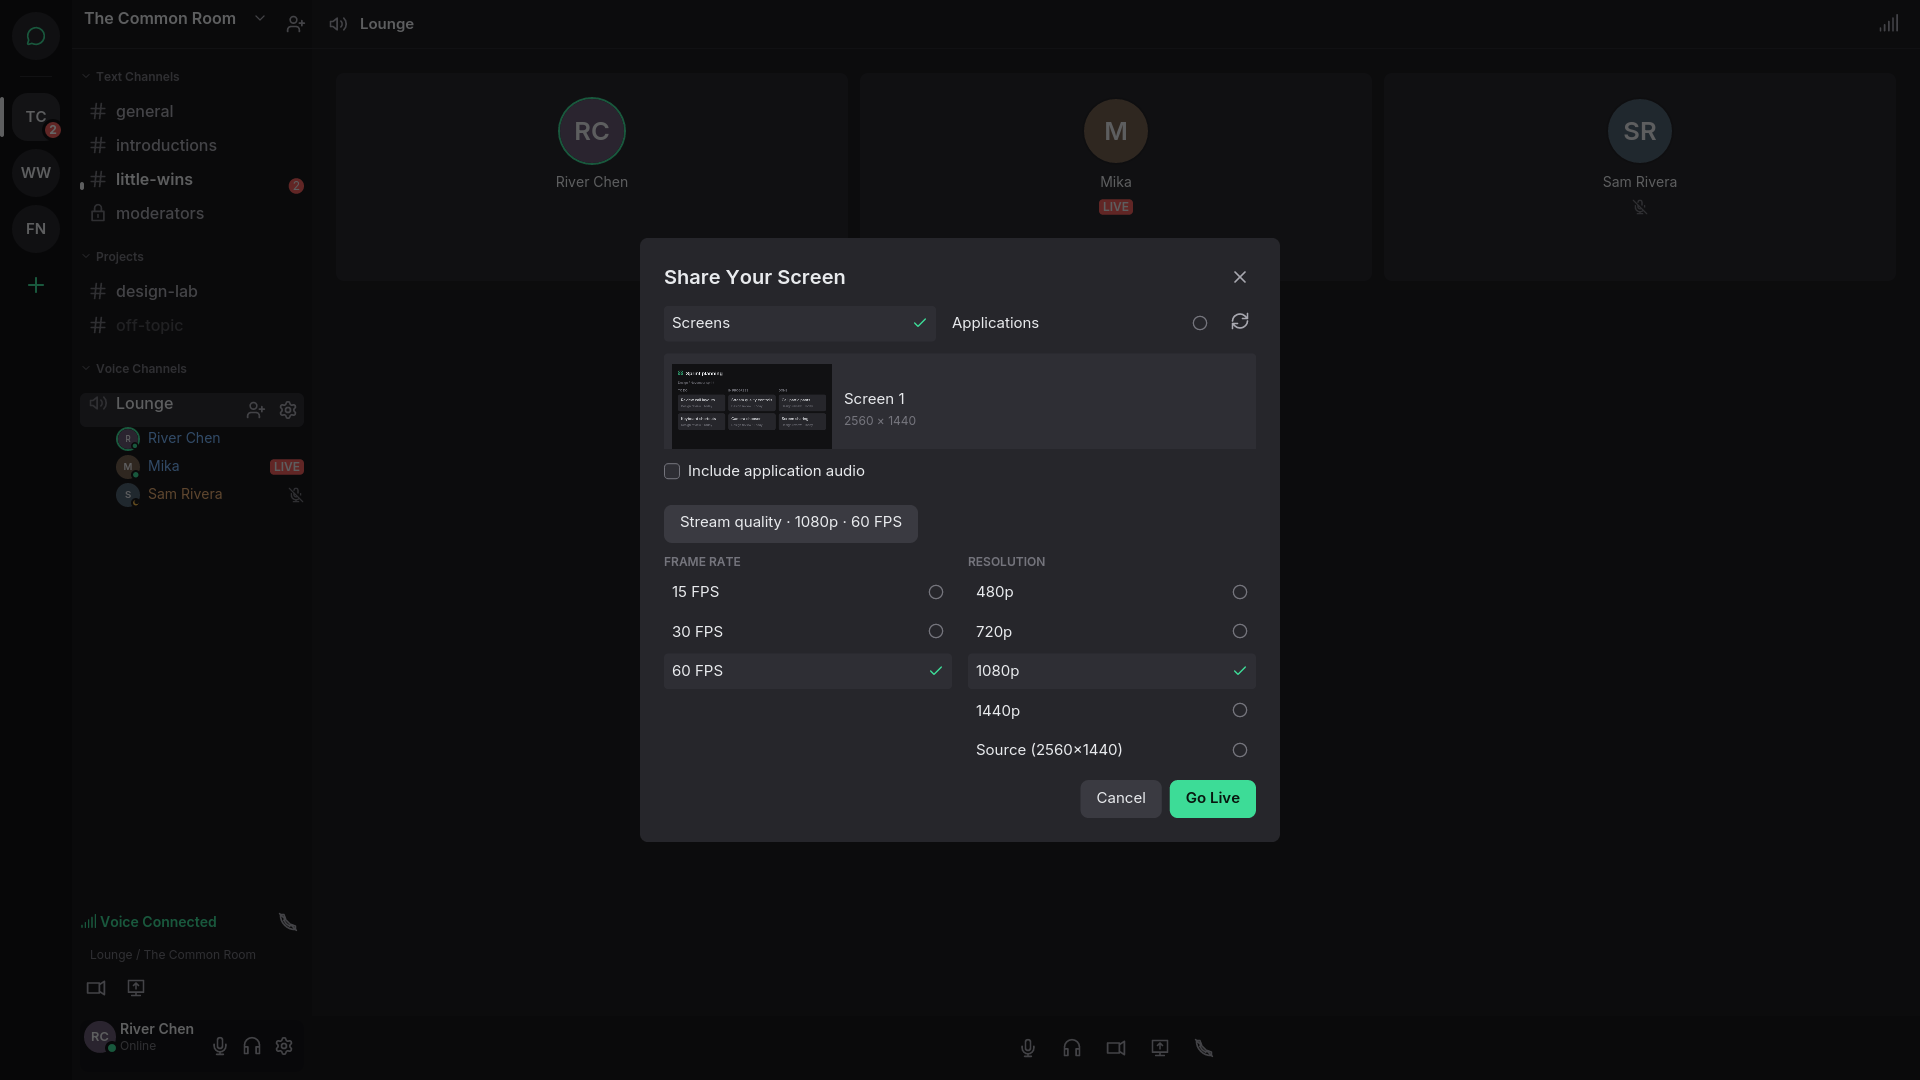 The Common Room
Lounge
Text Channels
TC
2
general
introductions
WW
little-wins
2
moderators
FN
Projects
design-lab
off-topic
Voice Channels
Lounge
R
River Chen
M
Mika
LIVE
S
Sam Rivera
RC
River Chen
M
Mika
LIVE
SR
Sam Rivera
Share Your Screen
Screens
Applications
Sprint planning
Screen 1
2560 × 1440
Include application audio
Stream quality · 1080p · 60 FPS
FRAME RATE
RESOLUTION
15 FPS
480p
30 FPS
720p
60 FPS
1080p
1440p
Source (2560×1440)
Cancel
Go Live
Voice Connected
Lounge / The Common Room
RC
River Chen
Online